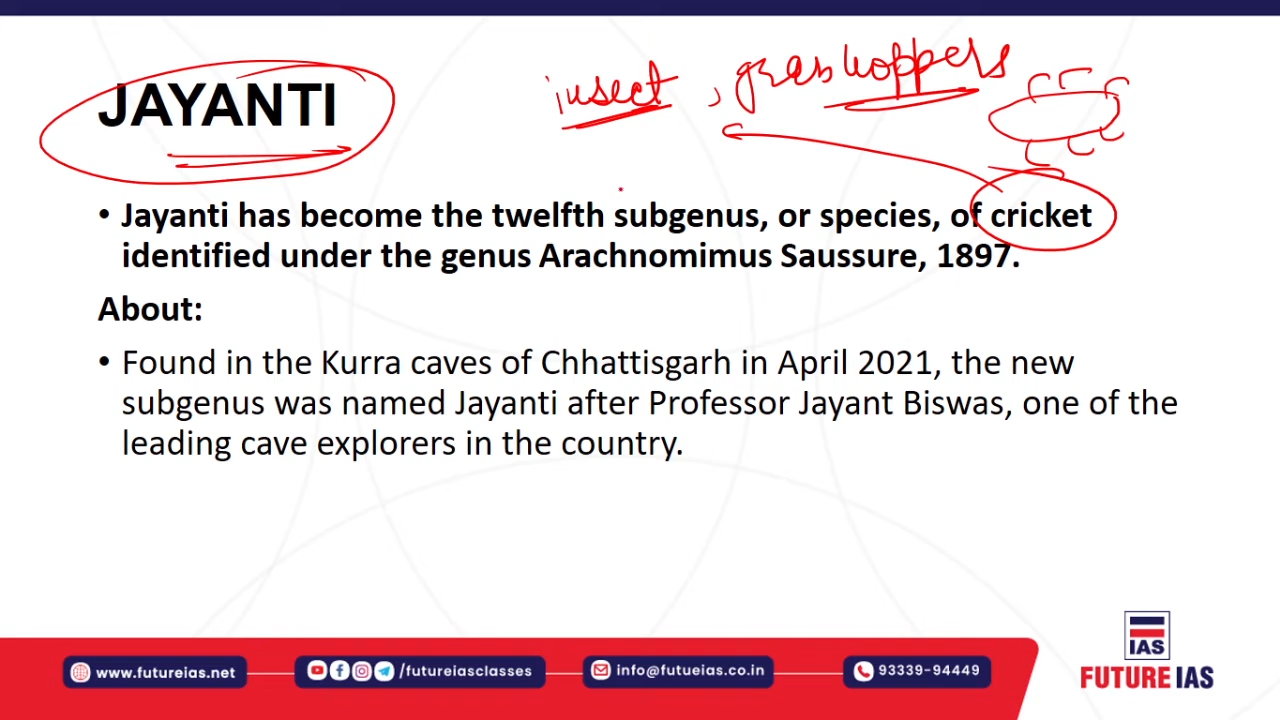 insect, grasshoppers
JAYANTI
• Jayanti has become the twelfth subgenus, or species, of cricket
identified under the genus Arachnomimus Saussure, 1897.
About:
• Found in the Kurra caves of Chhattisgarh in April 2021, the new
subgenus was named Jayanti after Professor Jayant Biswas, one of the
leading cave explorers in the country.
IAS
www.futureias.net
/futureiasclasses
info@futueias.co.in
93339-94449
FUTURE IAS